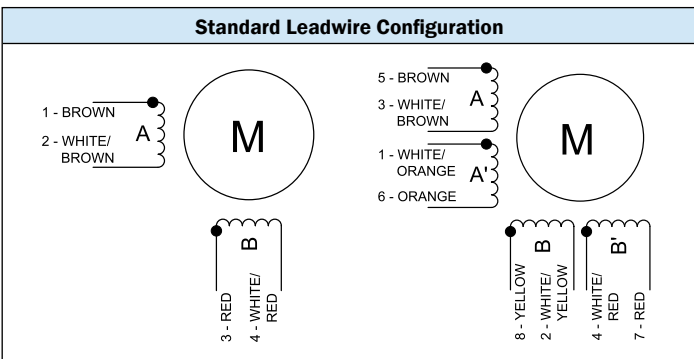 Standard Leadwire Configuration
1 - BROWN
2 - WHITE/
BROWN
A
M
B
3 - RED
4 - WHITE/
RED
5 - BROWN
3 - WHITE/
BROWN
A
1 - WHITE/
ORANGE
A'
6 - ORANGE
M
B
B'
8 - YELLOW
2 - WHITE/
YELLOW
4 - WHITE/
RED
7 - RED